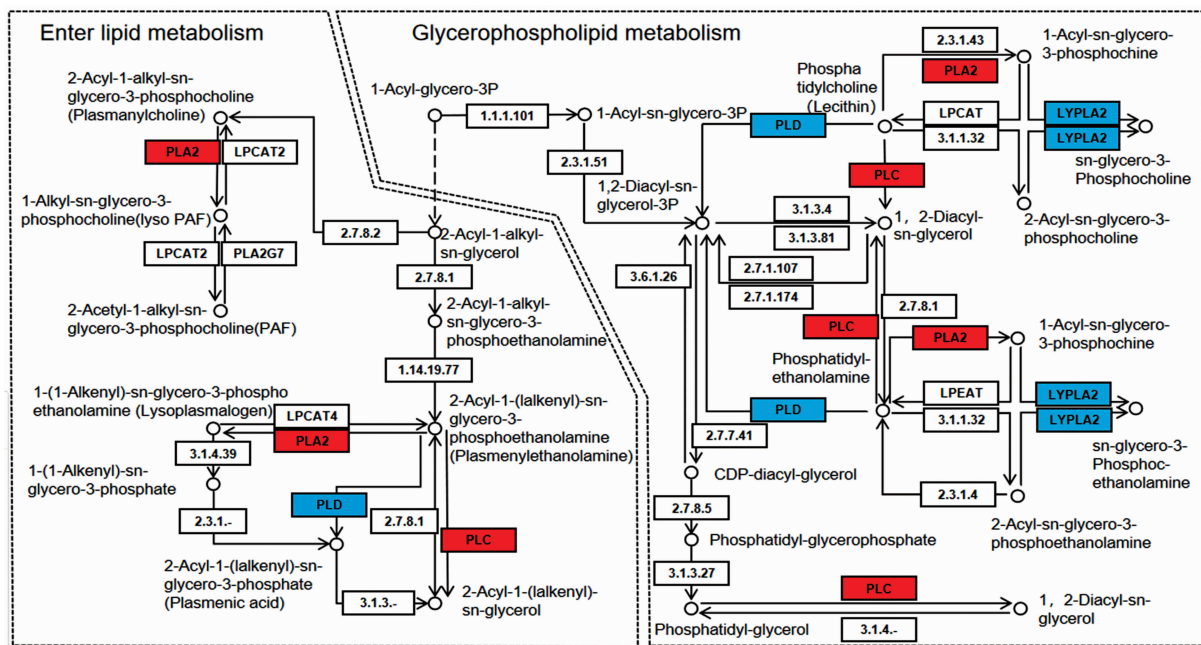 Enter lipid metabolism
Glycerophospholipid metabolism
2-Acyl-1-alkyl-sn-
glycero-3-phosphocholine
(Plasmanylcholine)
PLA2
LPCAT2
1-Alkyl-sn-glycero-3-
phosphocholine(lyso PAF)
LPCAT2
PLA2G7
2-Acetyl-1-alkyl-sn-
glycero-3-phosphocholine(PAF)
1-Acyl-glycero-3P
1.1.1.101
1-Acyl-sn-glycero-3P
2.3.1.51
1,2-Diacyl-sn-
glycerol-3P
2.7.8.2
2-Acyl-1-alkyl-
sn-glycerol
2.7.8.1
2-Acyl-1-alkyl-
sn-glycero-3-
phosphoethanolamine
1.14.19.77
1-(1-Alkenyl)-sn-glycero-3-phospho
ethanolamine (Lysoplasmalogen)
LPCAT4
PLA2
2-Acyl-1-(lalkenyl)-sn-
glycero-3-
phosphoethanolamine
(Plasmenylethanolamine)
3.1.4.39
1-(1-Alkenyl)-sn-
glycero-3-phosphate
2.3.1.-
PLD
2.7.8.1
PLC
2-Acyl-1-(lalkenyl)-sn-
glycero-3-phosphate
(Plasmenic acid)
3.1.3.-
2-Acyl-1-(lalkenyl)-
sn-glycerol
Phospha
tidylcholine
(Lecithin)
2.3.1.43
PLA2
1-Acyl-sn-glycero-
3-phosphochine
PLD
LPCAT
3.1.1.32
LYPLA2
LYPLA2
sn-glycero-3-
Phosphocholine
PLC
2-Acyl-sn-glycero-3-
phosphocholine
3.1.3.4
3.1.3.81
1, 2-Diacyl-
sn-glycerol
3.6.1.26
2.7.1.107
2.7.1.174
2.7.8.1
PLC
PLA2
1-Acyl-sn-glycero-
3-phosphochine
Phosphatidyl-
ethanolamine
PLD
LPEAT
3.1.1.32
LYPLA2
LYPLA2
sn-glycero-3-
Phosphoc-
ethanolamine
2.7.7.41
2.3.1.4
2-Acyl-sn-glycero-3-
phosphoethanolamine
CDP-diacyl-glycerol
2.7.8.5
Phosphatidyl-glycerophosphate
3.1.3.27
Phosphatidyl-glycerol
PLC
3.1.4.-
1, 2-Diacyl-sn-
glycerol